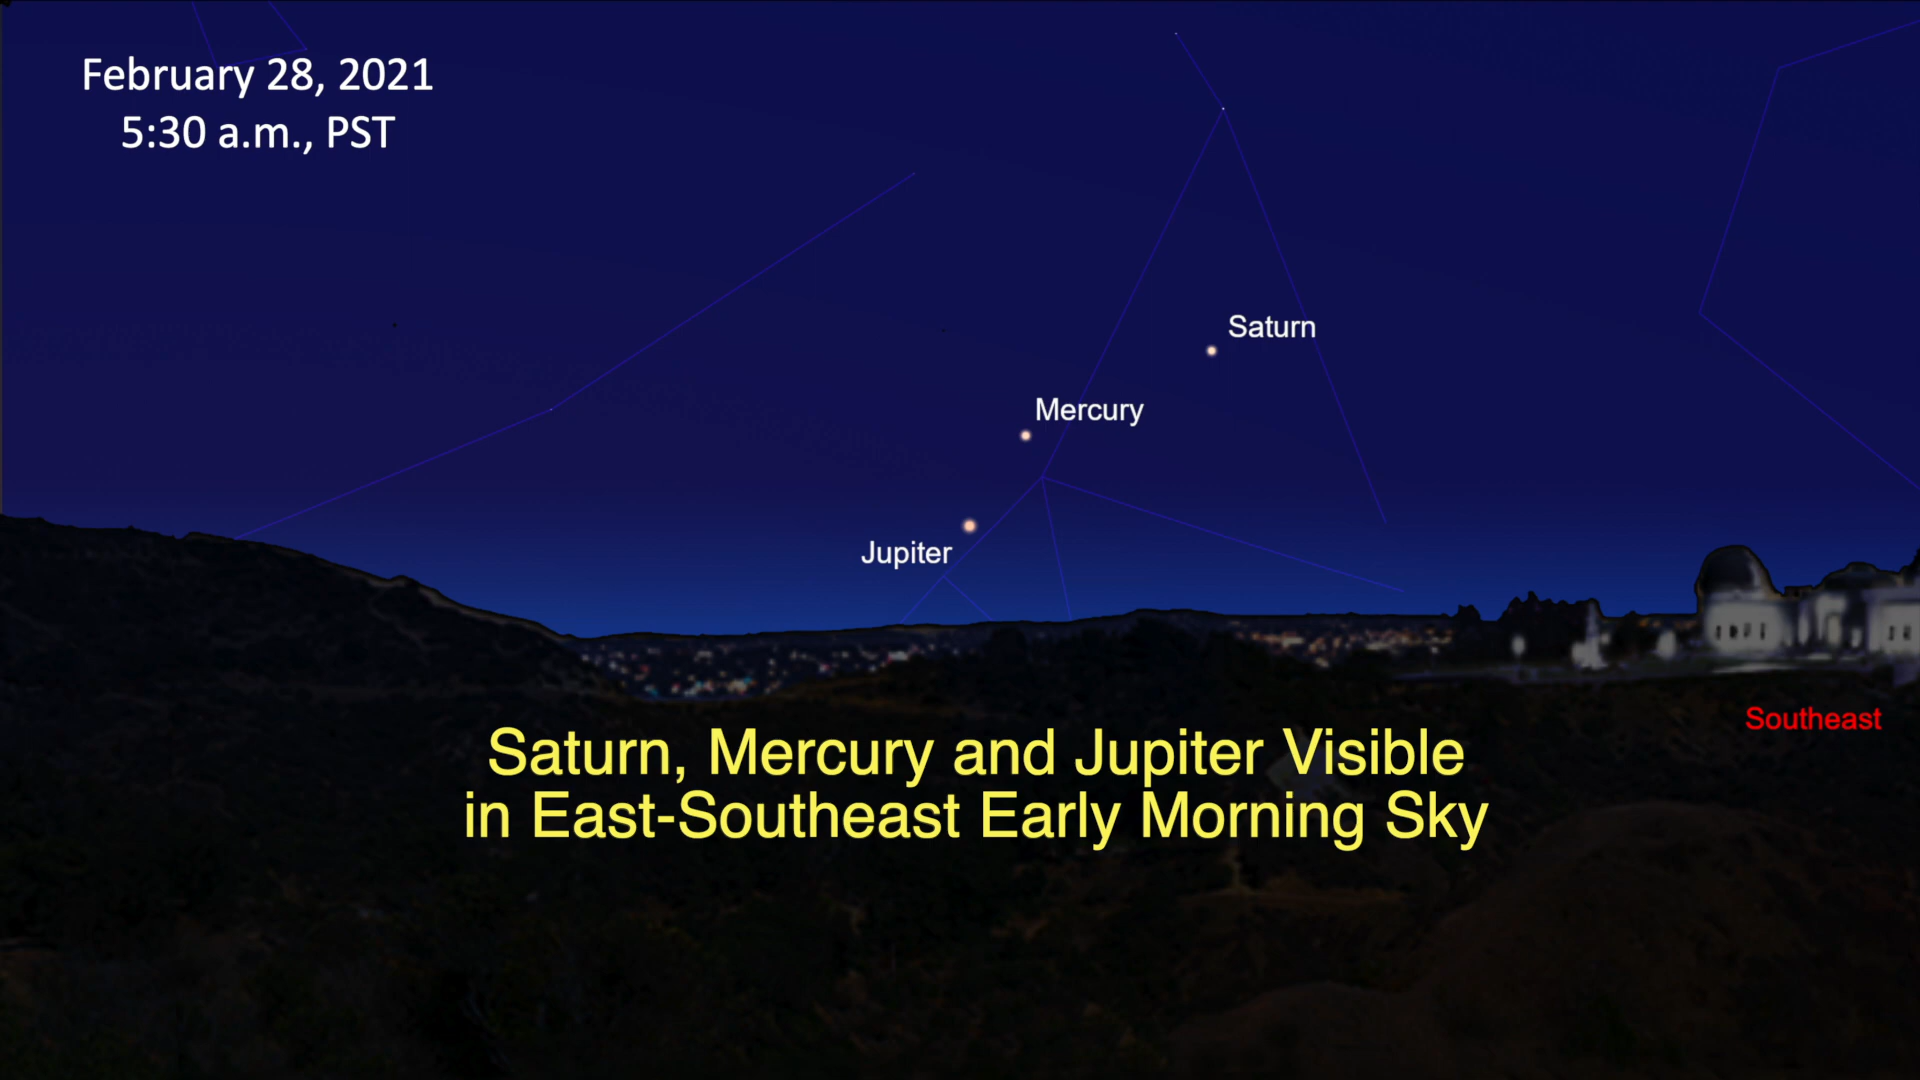 February 28, 2021
5:30 a.m., PST
Saturn
Mercury
Jupiter
Southeast
Saturn, Mercury and Jupiter Visible
in East-Southeast Early Morning Sky